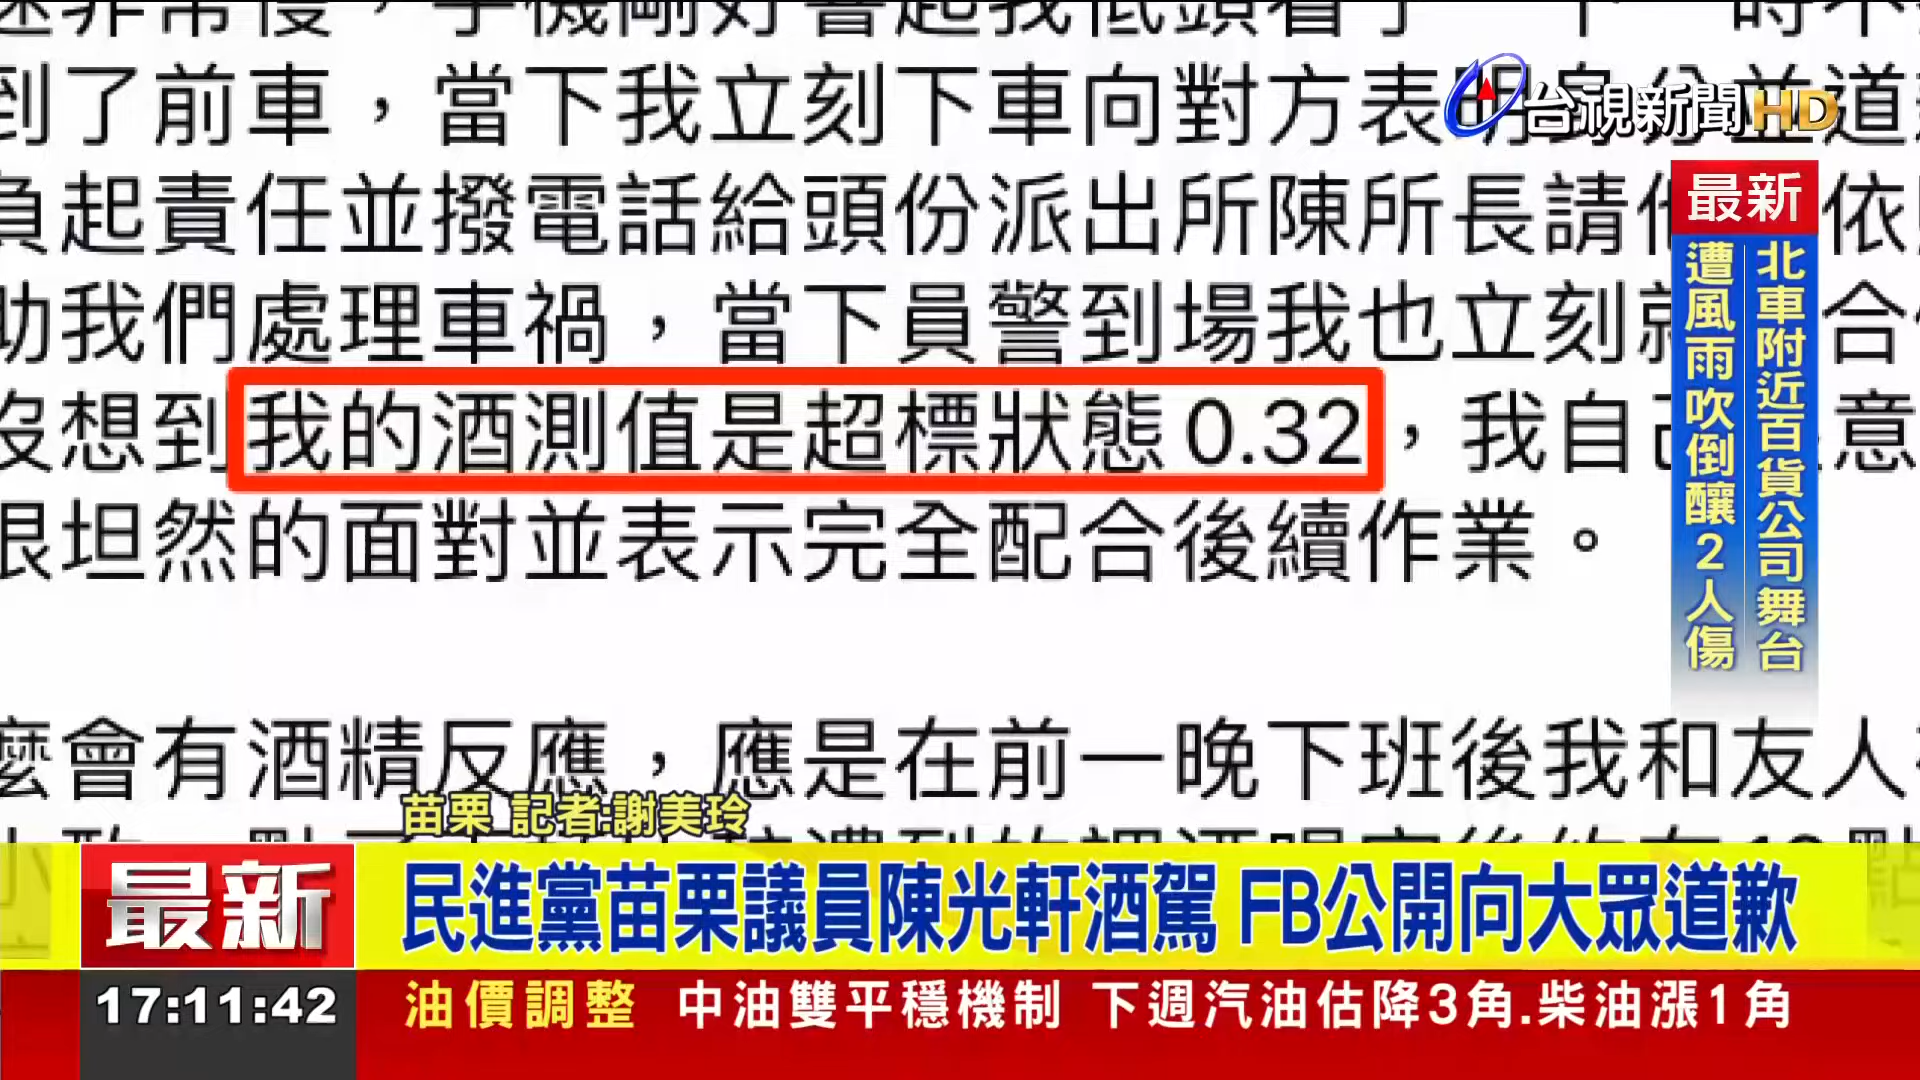 到了前車，當下我立刻下車向對方表明身分並道
負起責任並撥電話給頭份派出所陳所長請 依
助我們處理車禍，當下員警到場我也立刻 合
沒想到我的酒測值是超標狀態0.32，我自 意
很坦然的面對並表示完全配合後續作業。
麼會有酒精反應，應是在前一晚下班後我和友人
台視新聞HD
最新
北車附近百貨公司舞台
遭風雨吹倒釀2人傷
苗栗 記者:謝美玲
最新
民進黨苗栗議員陳光軒酒駕 FB公開向大眾道歉
17:11:42
油價調整 中油雙平穩機制 下週汽油估降3角.柴油漲1角